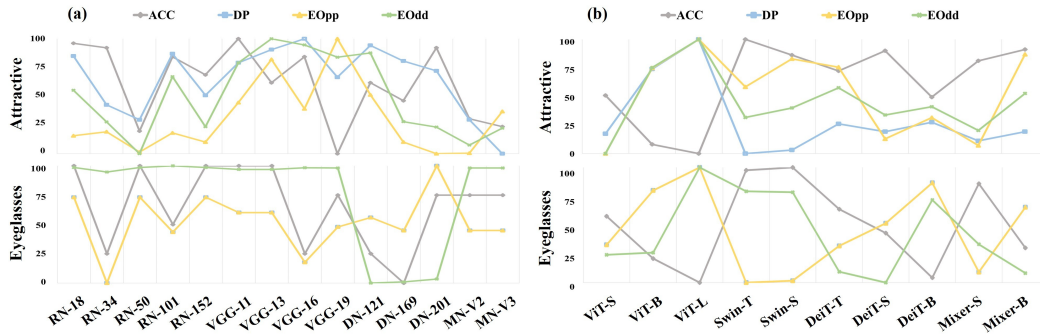 (a) ACC DP EOpp EOdd
Attractive
100
75
50
25
0
Eyeglasses
100
75
50
25
0
RN-18 RN-34 RN-50 RN-101 RN-152 VGG-11 VGG-13 VGG-16 VGG-19 DN-121 DN-169 DN-201 MN-V2 MN-V3
(b) ACC DP EOpp EOdd
Attractive
100
75
50
25
0
Eyeglasses
100
75
50
25
0
ViT-S ViT-B ViT-L Swin-T Swin-S DeiT-T DeiT-S DeiT-B Mixer-S Mixer-B